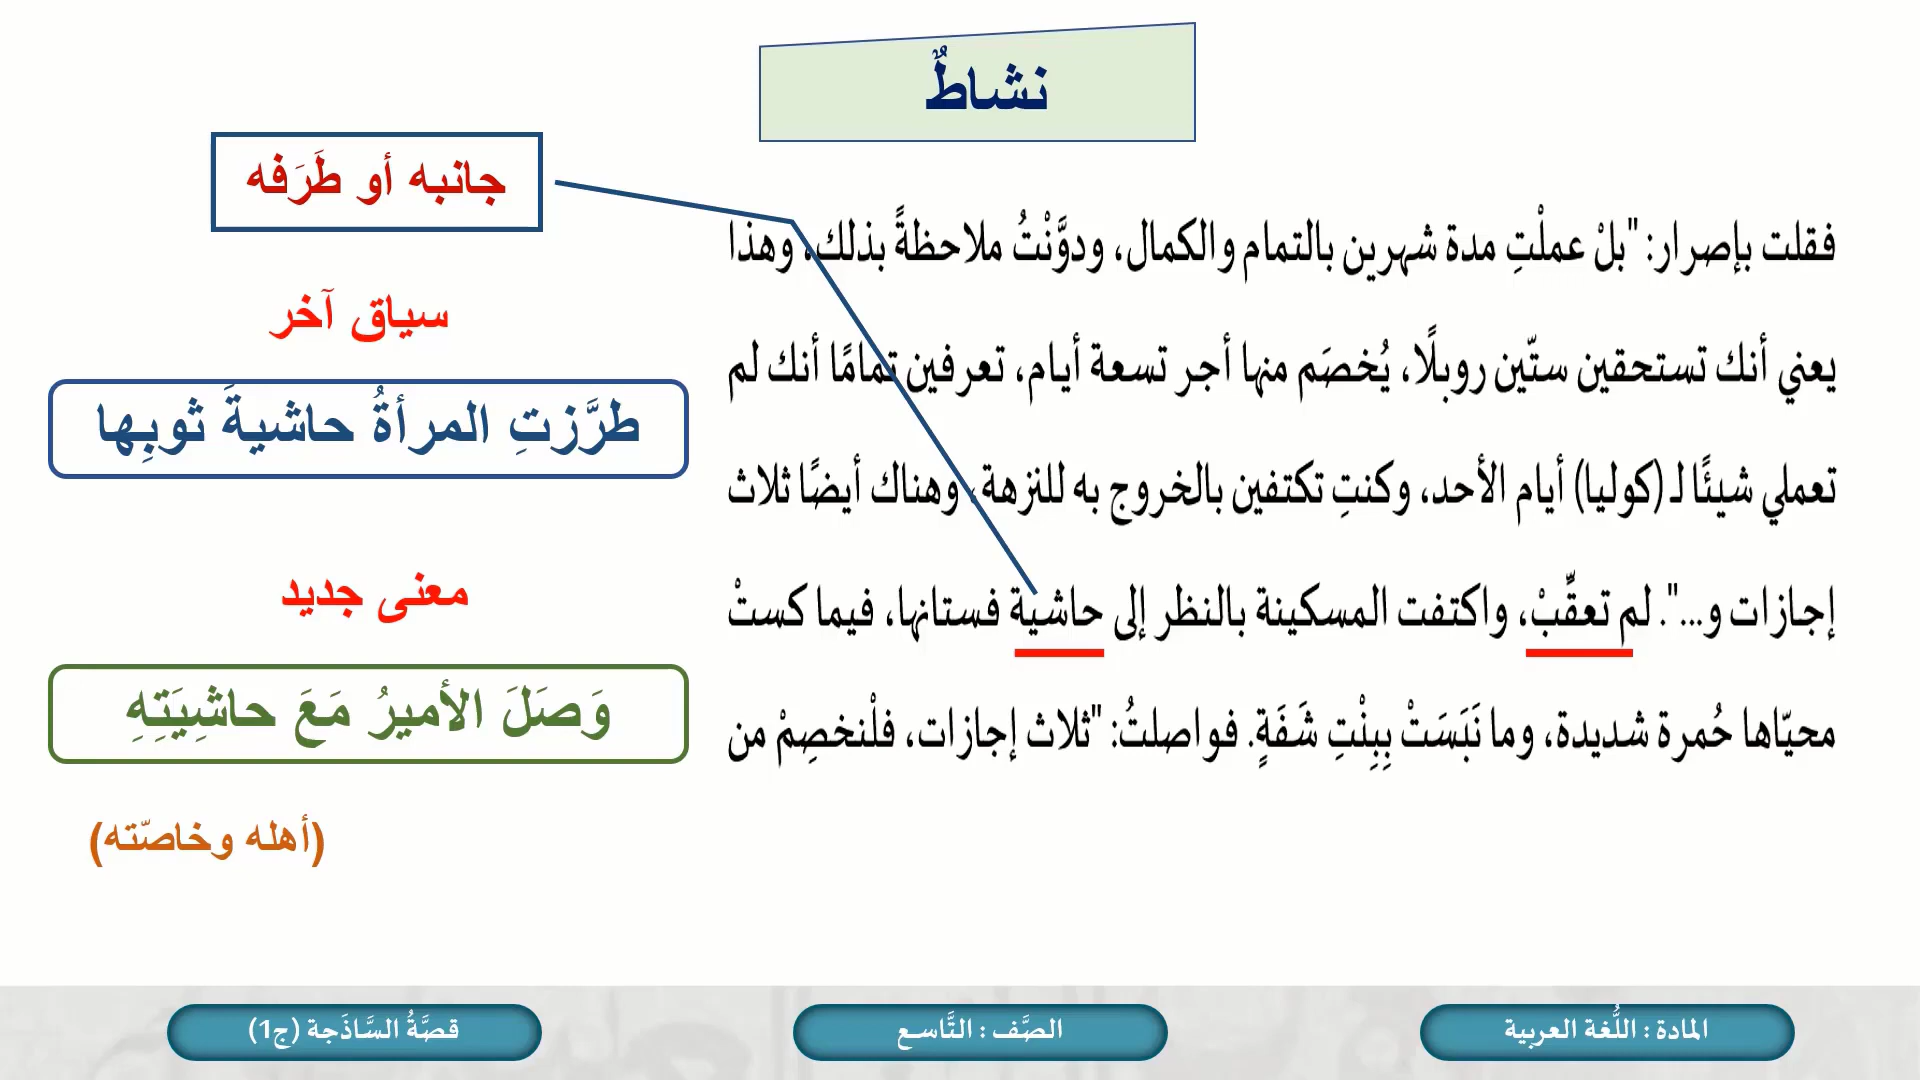 نشاطٌ
فقلت بإصرار: "بلْ عملْتِ مدة شهرين بالتمام والكمال، ودوَّنْتُ ملاحظةً بذلك، وهذا
يعني أنك تستحقين ستّين روبلًا، يُخصَم منها أجر تسعة أيام، تعرفين تمامًا أنك لم
تعملي شيئًا لـ (كوليا) أيام الأحد، وكنتِ تكتفين بالخروج به للنزهة، وهناك أيضًا ثلاث
إجازات و...". لم تعقِّبْ، واكتفت المسكينة بالنظر إلى حاشية فستانها، فيما كستْ
محيّاها حُمرة شديدة، وما نَبَسَتْ بِبِنْتِ شَفَةٍ. فواصلتُ: "ثلاث إجازات، فلْنخصِمْ من
جانبه أو طَرَفه
سياق آخر
طرَّزتِ المرأةُ حاشيةَ ثوبِها
معنى جديد
وَصَلَ الأميرُ مَعَ حاشِيَتِهِ
(أهله وخاصّته)
المادة : اللُّغة العربية
الصَّف : التَّاسع
قصَّةُ السَّاذَجة (ج1)